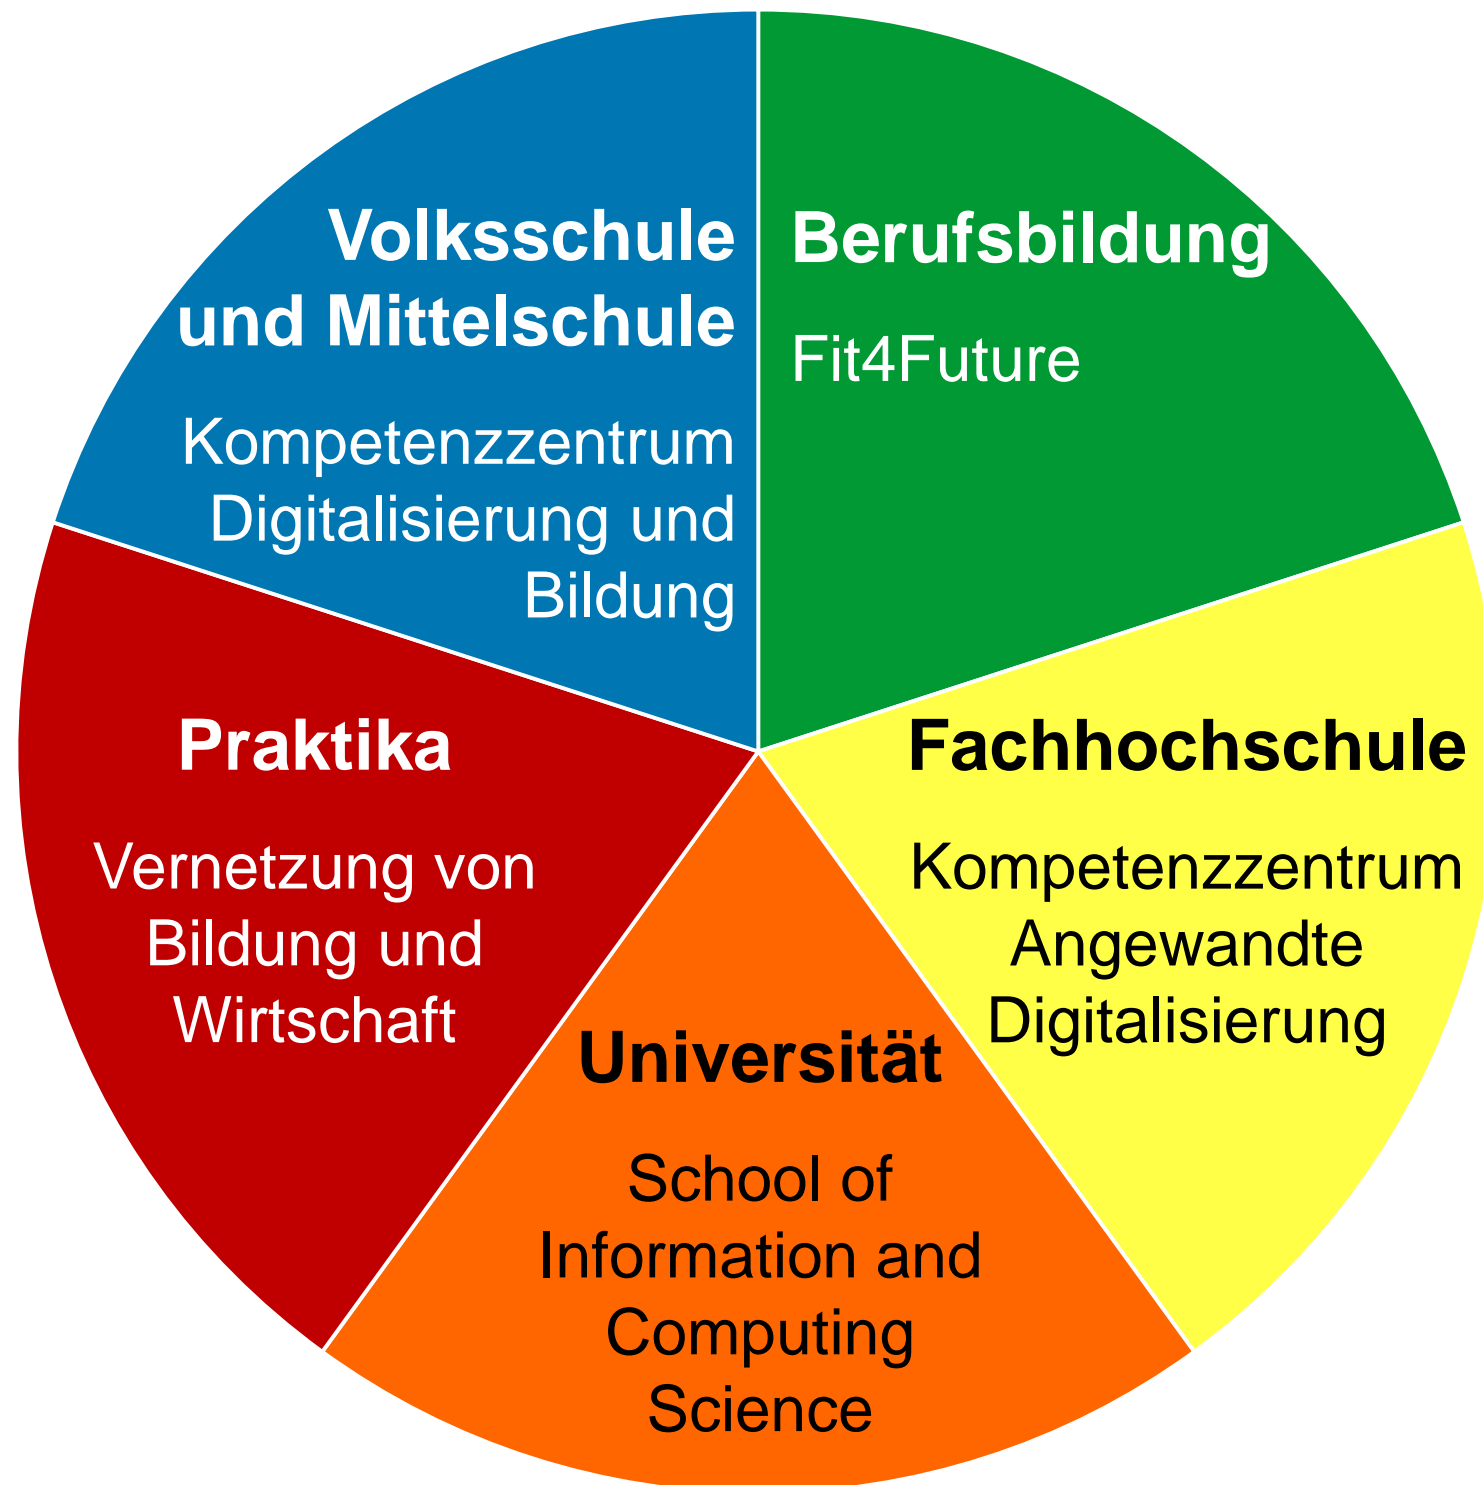 Volksschule
und Mittelschule
Kompetenzzentrum
Digitalisierung und
Bildung
Berufsbildung
Fit4Future
Praktika
Vernetzung von
Bildung und
Wirtschaft
Fachhochschule
Kompetenzzentrum
Angewandte
Digitalisierung
Universität
School of
Information and
Computing
Science